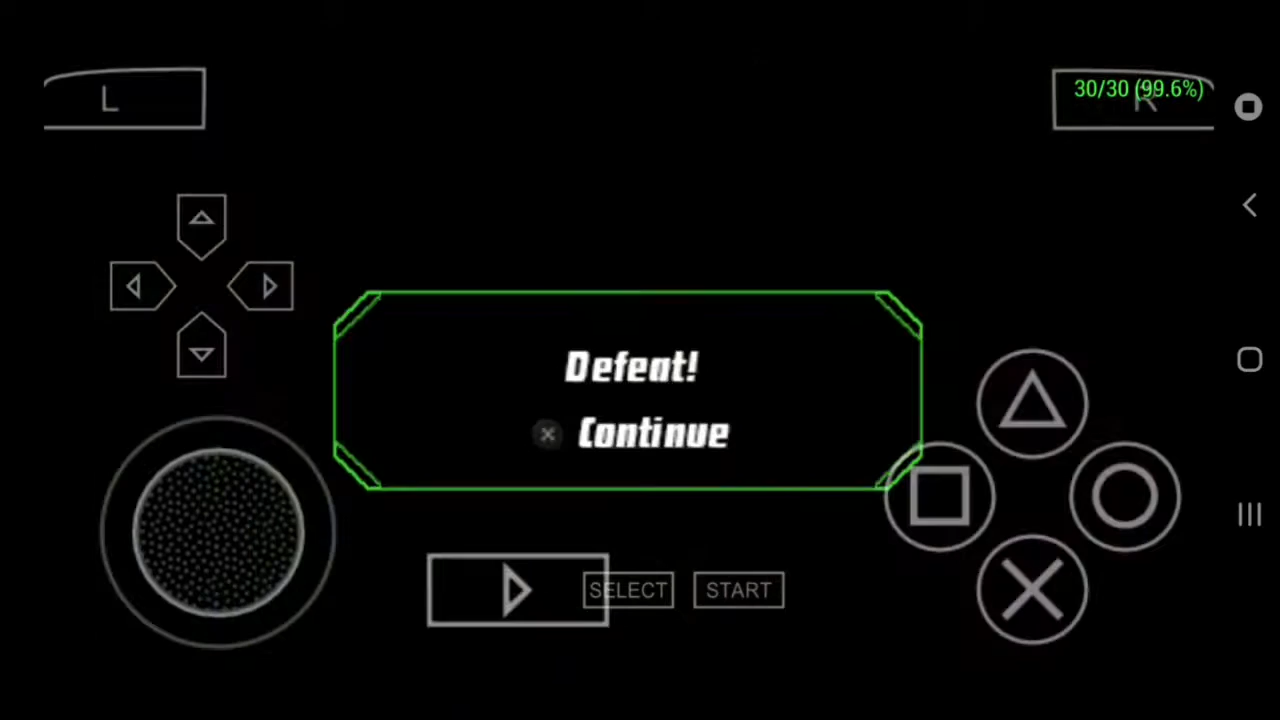 L
30/30 (99.6%)
R
Defeat!
Continue
SELECT
START